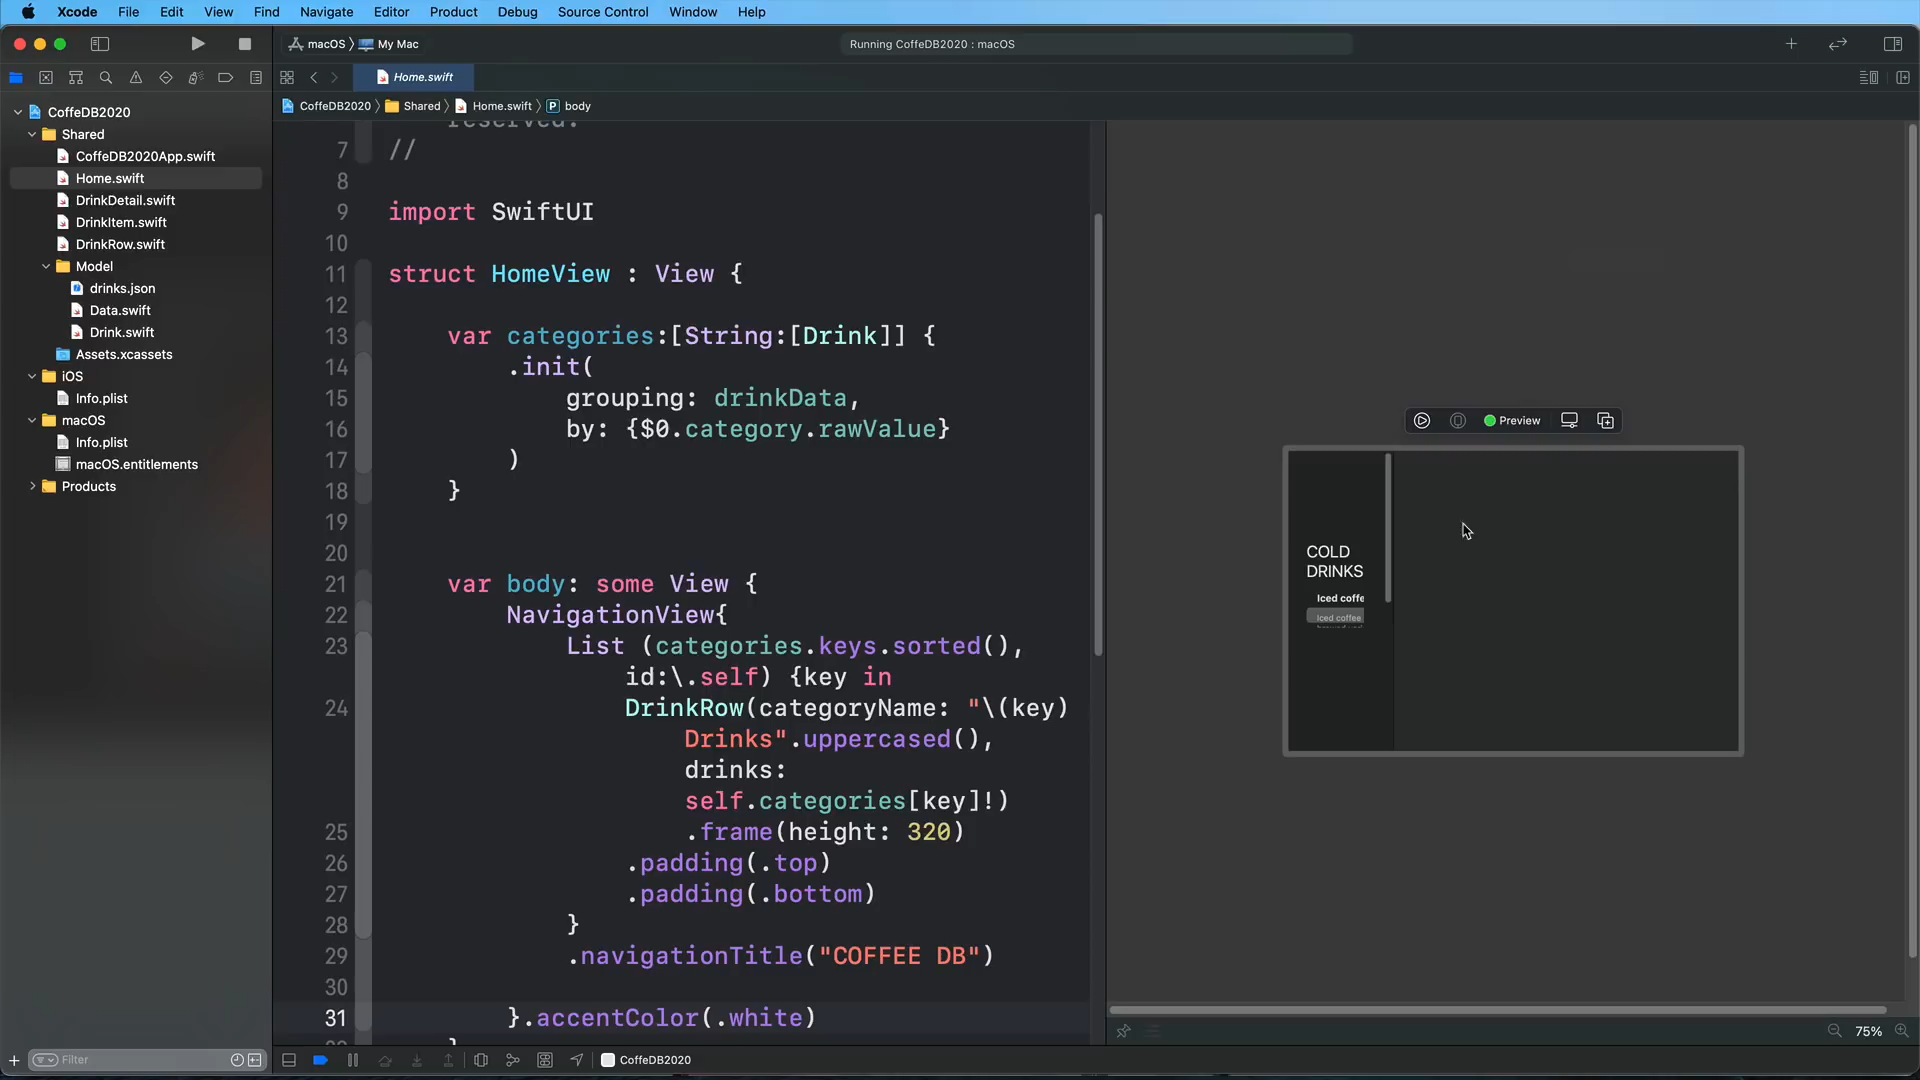 Xcode File Edit View Find Navigate Editor Product Debug Source Control Window Help
macOS My Mac
Running CoffeDB2020 : macOS
Home.swift
CoffeDB2020 Shared Home.swift P body
CoffeDB2020
Shared
CoffeDB2020App.swift
Home.swift
DrinkDetail.swift
DrinkItem.swift
DrinkRow.swift
Model
drinks.json
Data.swift
Drink.swift
Assets.xcassets
iOS
Info.plist
macOS
Info.plist
macOS.entitlements
Products
Filter
reserved.
7 //
8
9 import SwiftUI
10
11 struct HomeView : View {
12
13 var categories:[String:[Drink]] {
14 .init(
15 grouping: drinkData,
16 by: {$0.category.rawValue}
17 )
18 }
19
20
21 var body: some View {
22 NavigationView{
23 List (categories.keys.sorted(),
id:\.self) {key in
24 DrinkRow(categoryName: "\(key)
Drinks".uppercased(),
drinks:
self.categories[key]!)
25 .frame(height: 320)
26 .padding(.top)
27 .padding(.bottom)
28 }
29 .navigationTitle("COFFEE DB")
30
31 }.accentColor(.white)
}
CoffeDB2020
Preview
COLD
DRINKS
Iced coffe
Iced coffee
75%